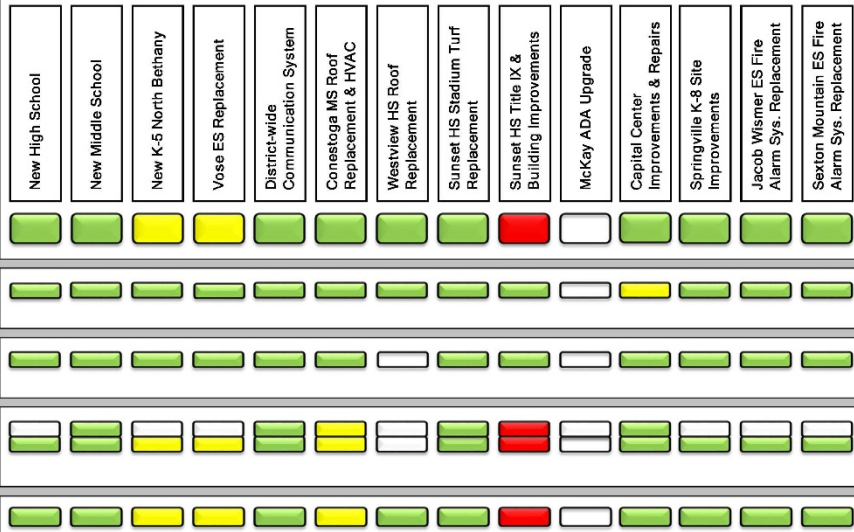 New High School
New Middle School
New K-5 North Bethany
Vose ES Replacement
District-wide
Communication System
Conestoga MS Roof
Replacement & HVAC
Westview HS Roof
Replacement
Sunset HS Stadium Turf
Replacement
Sunset HS Title IX &
Building Improvements
McKay ADA Upgrade
Capital Center
Improvements & Repairs
Springville K-8 Site
Improvements
Jacob Wismer ES Fire
Alarm Sys. Replacement
Sexton Mountain ES Fire
Alarm Sys. Replacement